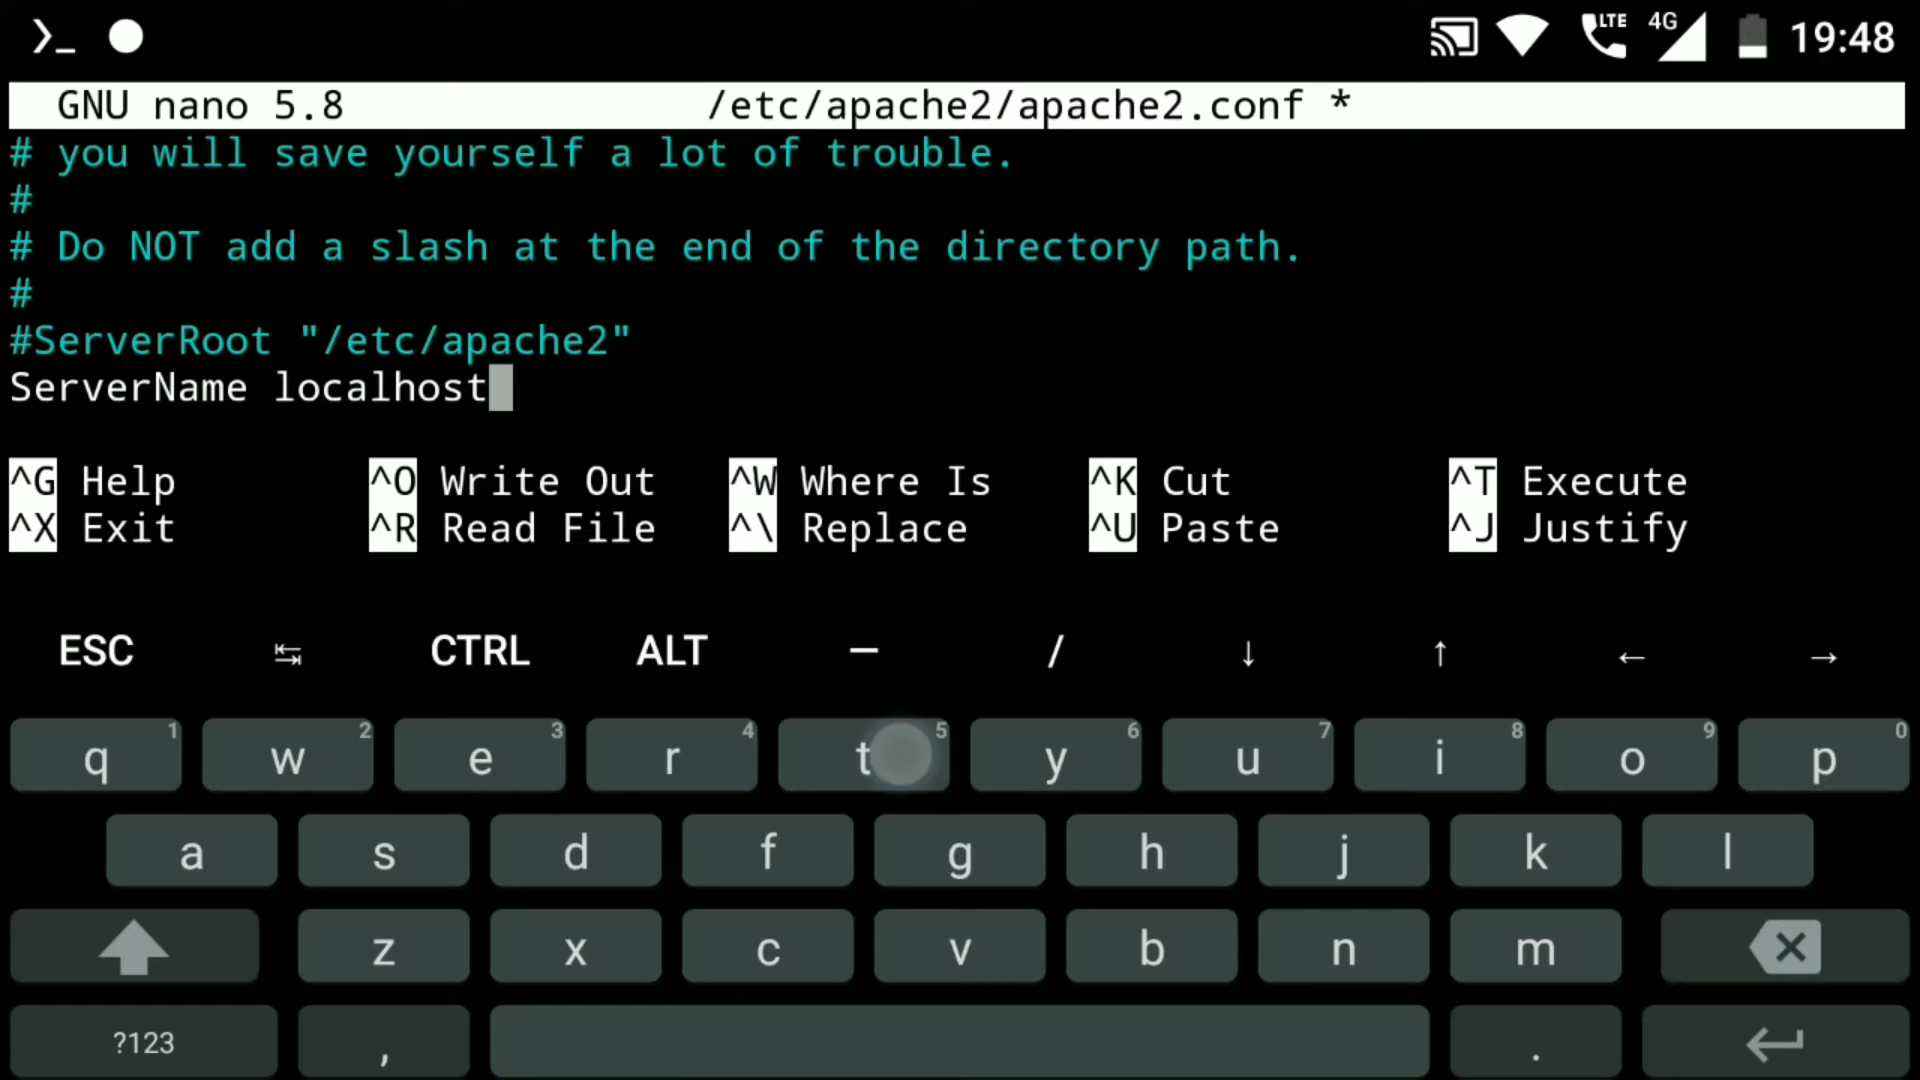 >_ LTE 4G 19:48
GNU nano 5.8 /etc/apache2/apache2.conf *
# you will save yourself a lot of trouble.
#
# Do NOT add a slash at the end of the directory path.
#
#ServerRoot "/etc/apache2"
ServerName localhost
^G Help ^O Write Out ^W Where Is ^K Cut ^T Execute
^X Exit ^R Read File ^\ Replace ^U Paste ^J Justify
ESC ↹ CTRL ALT — / ↓ ↑ ← →
q 1 w 2 e 3 r 4 t 5 y 6 u 7 i 8 o 9 p 0
a s d f g h j k l
z x c v b n m
?123 , .